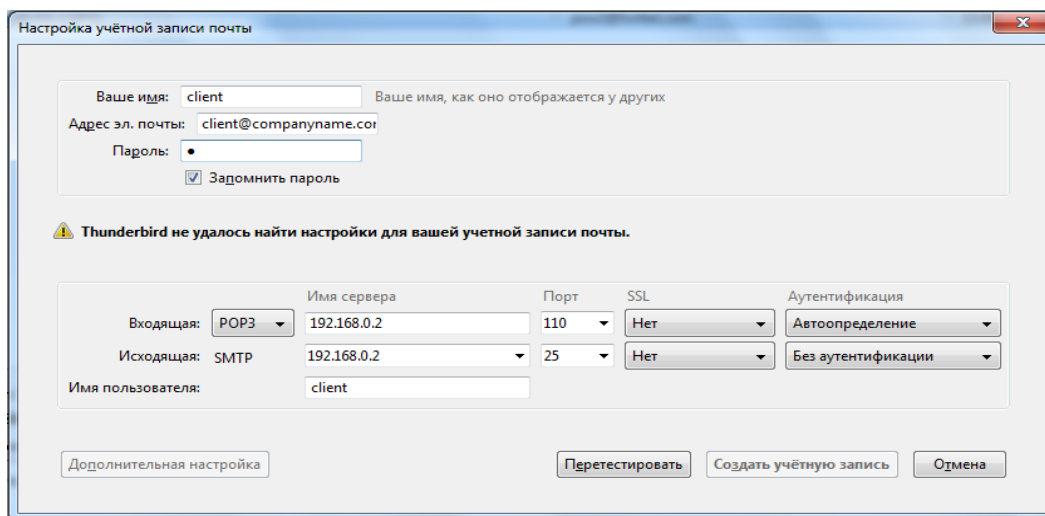 Настройка учётной записи почты
Ваше имя: client Ваше имя, как оно отображается у других
Адрес эл. почты: client@companyname.cor
Пароль: •
Запомнить пароль
Thunderbird не удалось найти настройки для вашей учетной записи почты.
Имя сервера Порт SSL Аутентификация
Входящая: POP3 192.168.0.2 110 Нет Автоопределение
Исходящая: SMTP 192.168.0.2 25 Нет Без аутентификации
Имя пользователя: client
Дополнительная настройка Перетестировать Создать учётную запись Отмена